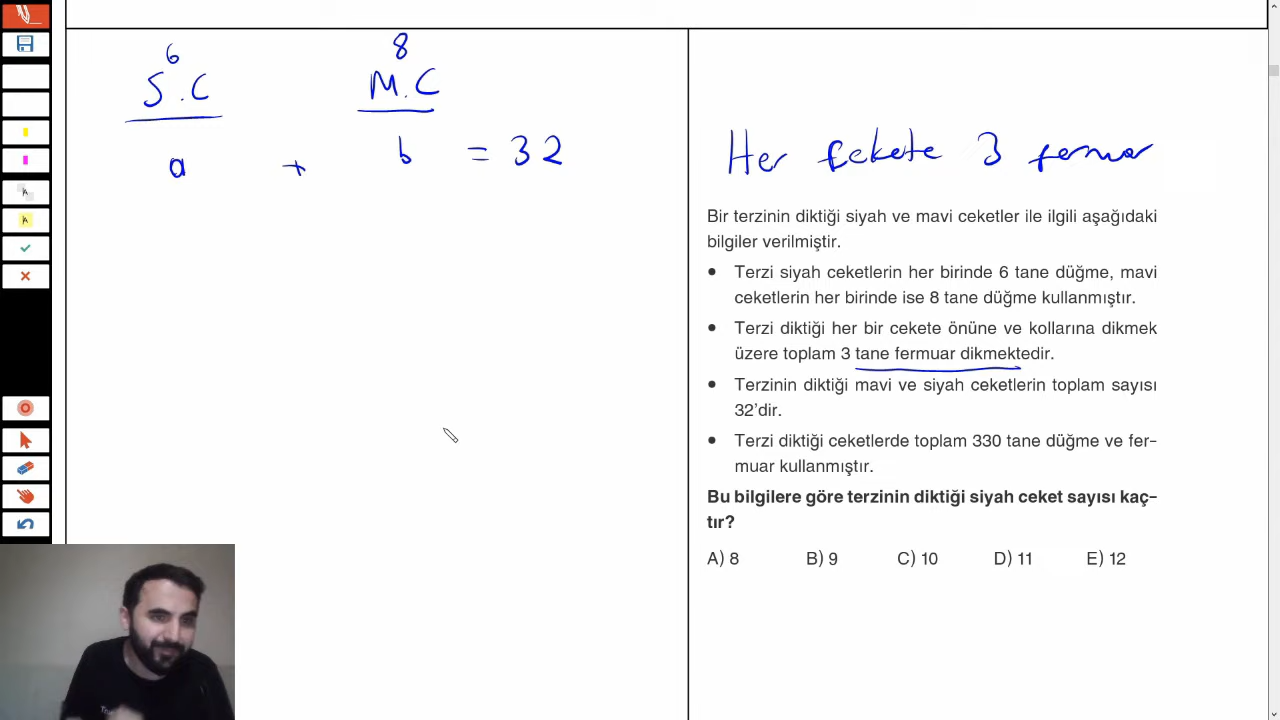 6
8
S.C
M.C
a + b = 32
Her cekete 3 fermuar
Bir terzinin diktiği siyah ve mavi ceketler ile ilgili aşağıdaki
bilgiler verilmiştir.
• Terzi siyah ceketlerin her birinde 6 tane düğme, mavi
ceketlerin her birinde ise 8 tane düğme kullanmıştır.
• Terzi diktiği her bir cekete önüne ve kollarına dikmek
üzere toplam 3 tane fermuar dikmektedir.
• Terzinin diktiği mavi ve siyah ceketlerin toplam sayısı
32'dir.
• Terzi diktiği ceketlerde toplam 330 tane düğme ve fer-
muar kullanmıştır.
Bu bilgilere göre terzinin diktiği siyah ceket sayısı kaç-
tır?
A) 8 B) 9 C) 10 D) 11 E) 12